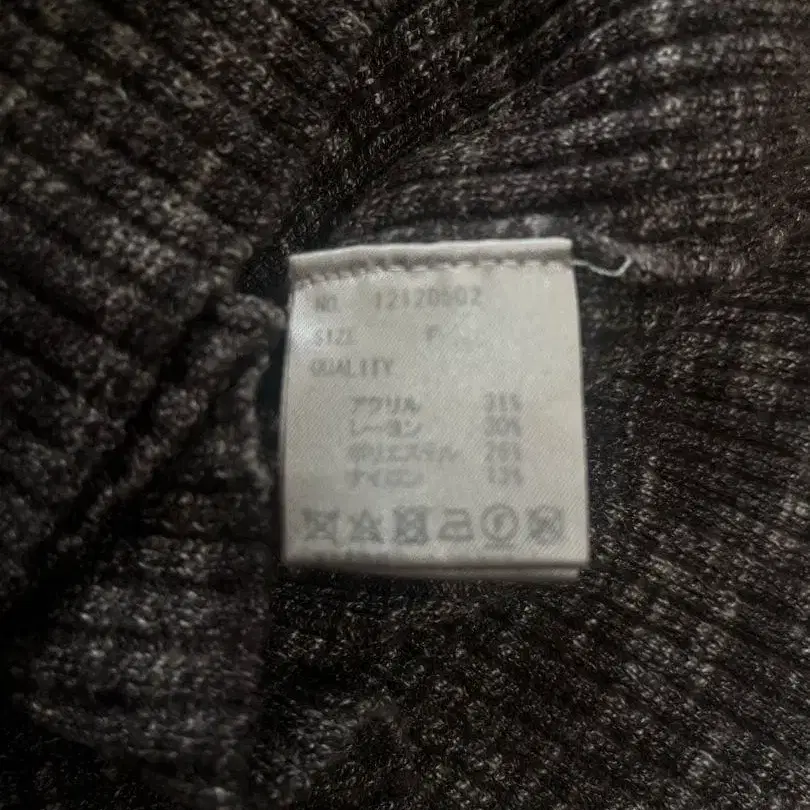 NO. 12120502
SIZE F
QUALITY
アクリル 31%
レーヨン 30%
ポリエステル 26%
ナイロン 13%